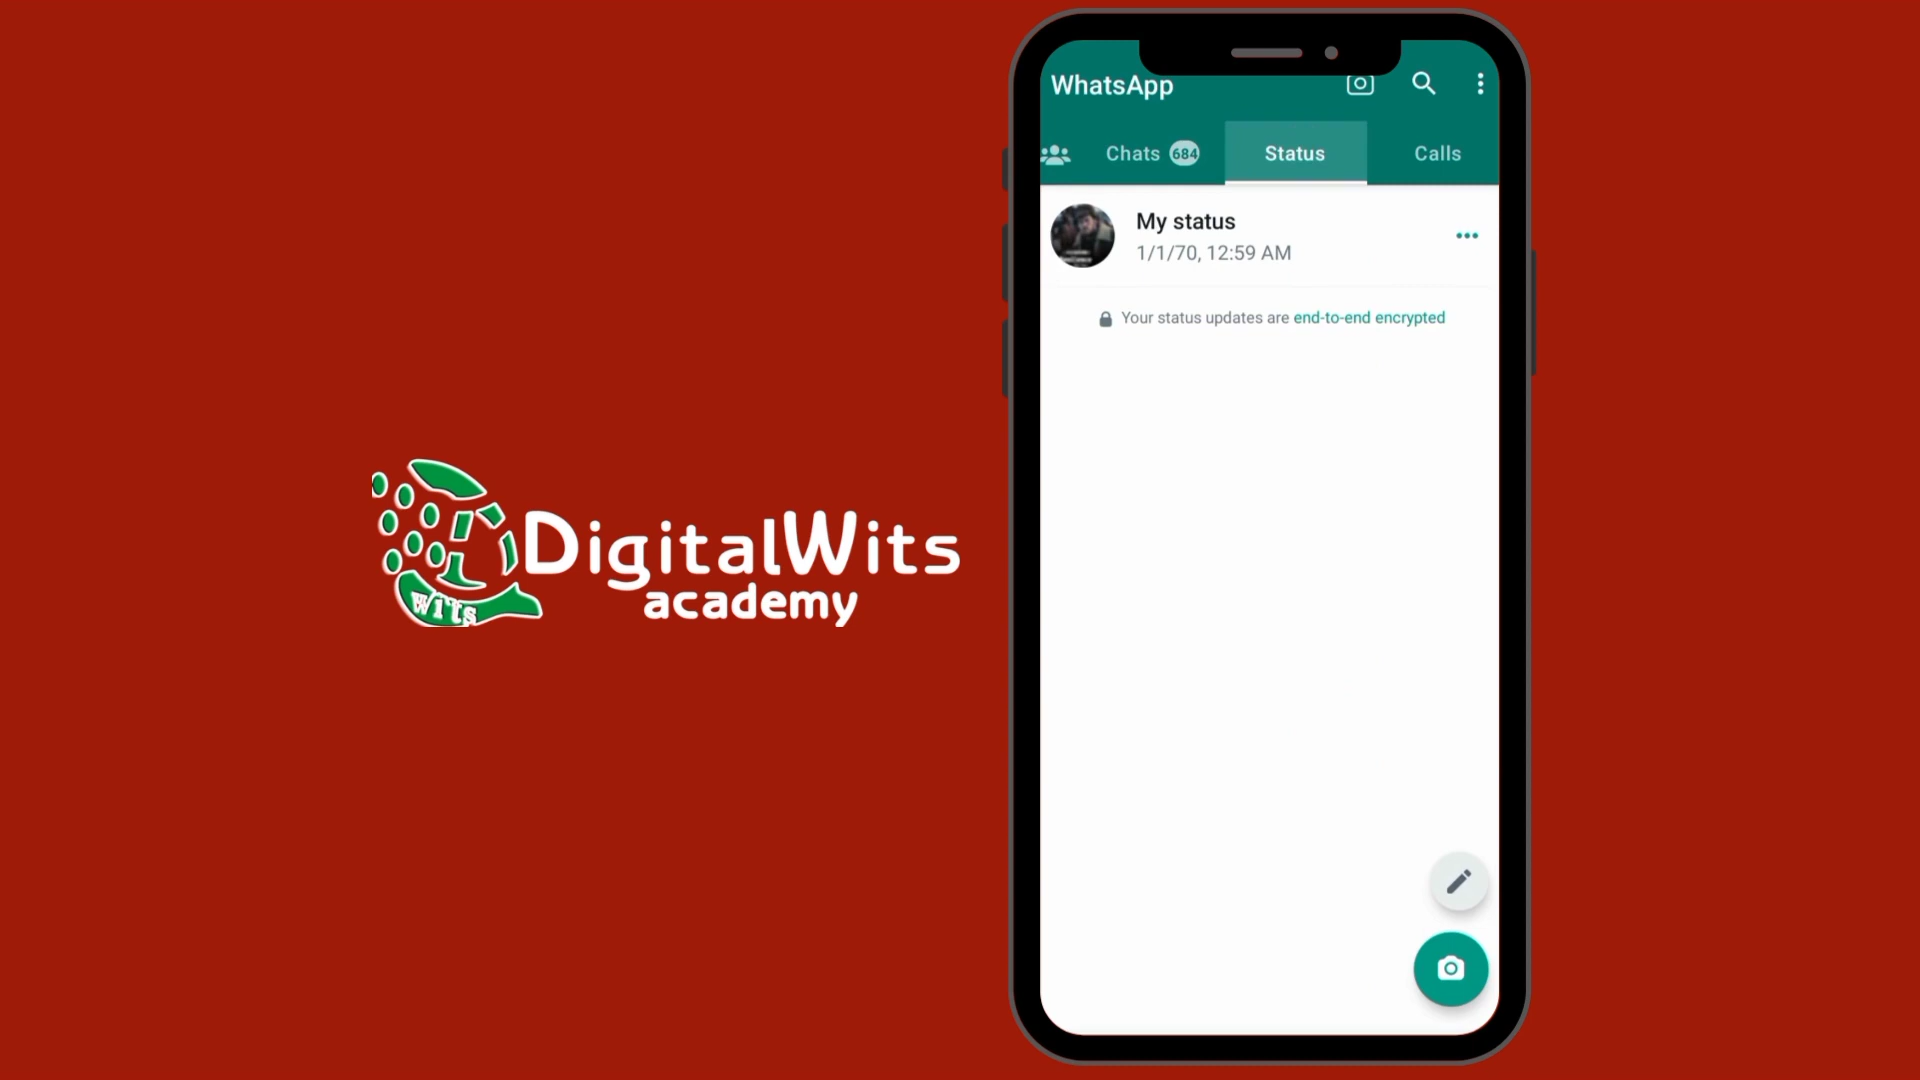 WhatsApp
Chats 684 Status Calls
My status
1/1/70, 12:59 AM
Your status updates are end-to-end encrypted
DigitalWits
academy
wits